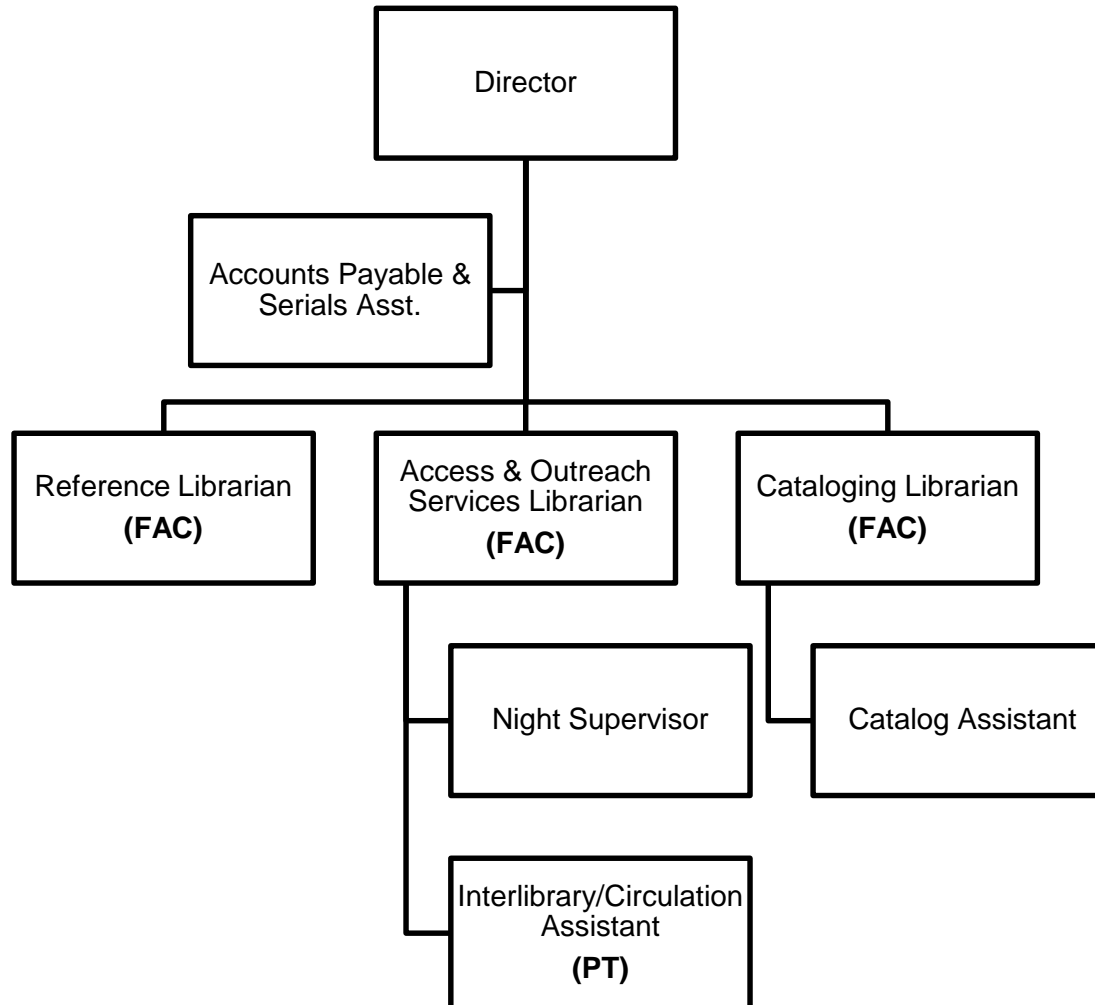 Director
Accounts Payable &
Serials Asst.
Reference Librarian
(FAC)
Access & Outreach
Services Librarian
(FAC)
Cataloging Librarian
(FAC)
Night Supervisor
Catalog Assistant
Interlibrary/Circulation
Assistant
(PT)